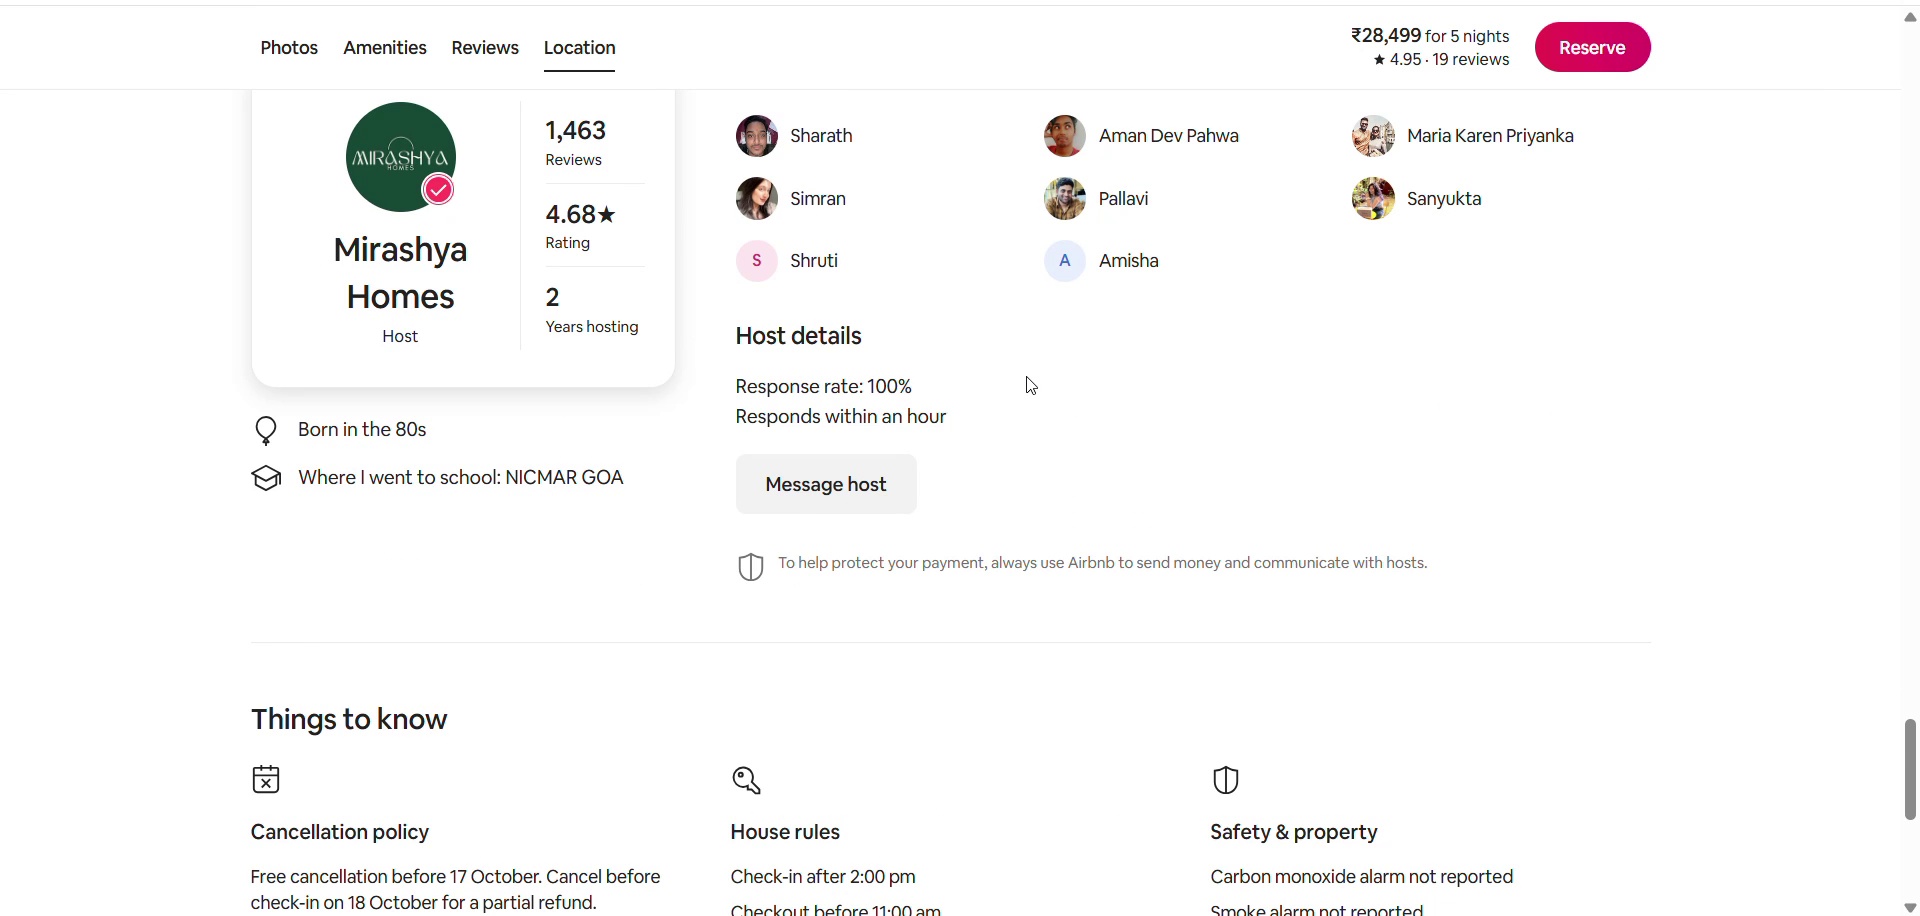 Photos Amenities Reviews Location
₹28,499 for 5 nights
★ 4.95 · 19 reviews
Reserve
MIRASHYA
HOMES
Mirashya
Homes
Host
1,463
Reviews
4.68★
Rating
2
Years hosting
Born in the 80s
Where I went to school: NICMAR GOA
Sharath
Aman Dev Pahwa
Maria Karen Priyanka
Simran
Pallavi
Sanyukta
S Shruti
A Amisha
Host details
Response rate: 100%
Responds within an hour
Message host
To help protect your payment, always use Airbnb to send money and communicate with hosts.
Things to know
Cancellation policy
Free cancellation before 17 October. Cancel before
check-in on 18 October for a partial refund.
House rules
Check-in after 2:00 pm
Checkout before 11:00 am
Safety & property
Carbon monoxide alarm not reported
Smoke alarm not reported